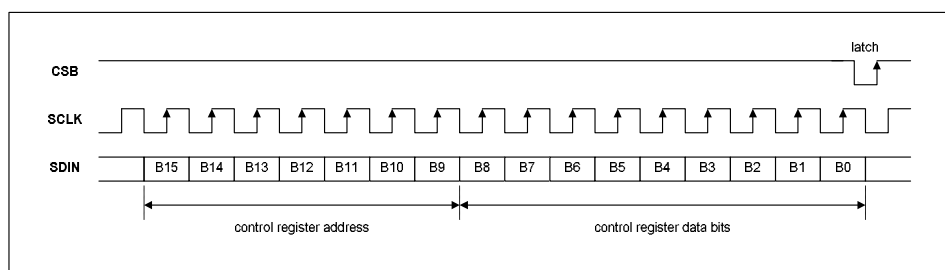 latch
CSB
SCLK
SDIN B15 B14 B13 B12 B11 B10 B9 B8 B7 B6 B5 B4 B3 B2 B1 B0
control register address control register data bits